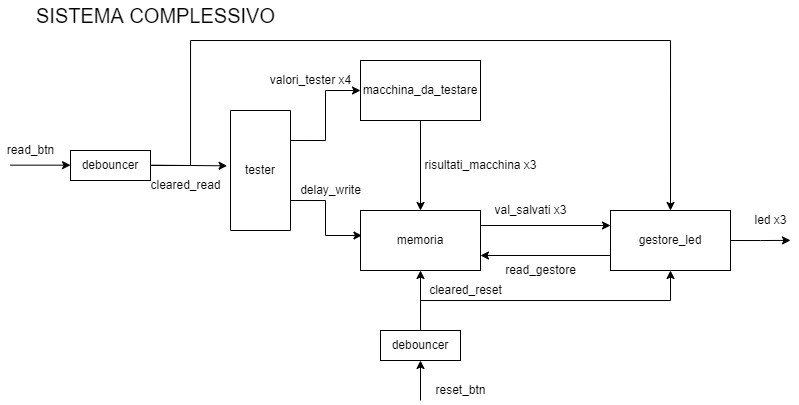 SISTEMA COMPLESSIVO
valori_tester x4
macchina_da_testare
read_btn
debouncer
cleared_read
tester
risultati_macchina x3
delay_write
memoria
val_salvati x3
gestore_led
led x3
read_gestore
cleared_reset
debouncer
reset_btn